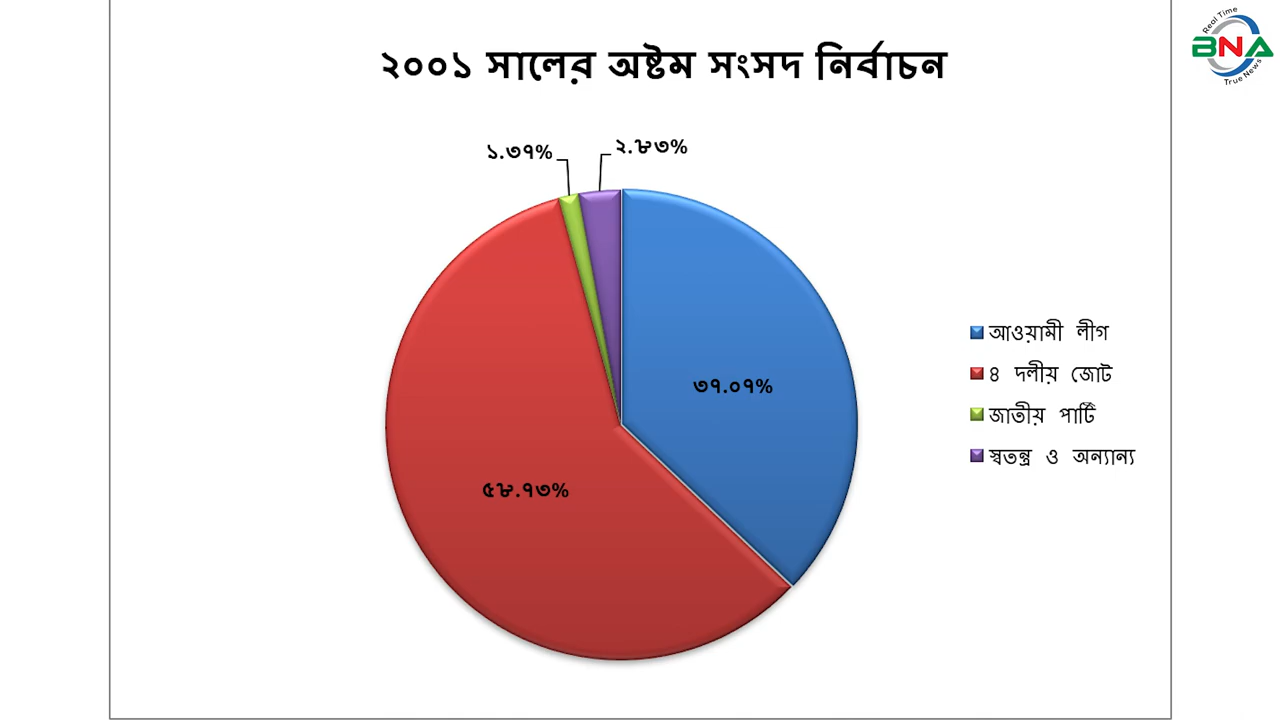 ২০০১ সালের অষ্টম সংসদ নির্বাচন
Real Time
BNA
True News
১.৩৭%
২.৮৩%
৩৭.০৭%
৫৮.৭৩%
আওয়ামী লীগ
৪ দলীয় জোট
জাতীয় পার্টি
স্বতন্ত্র ও অন্যান্য